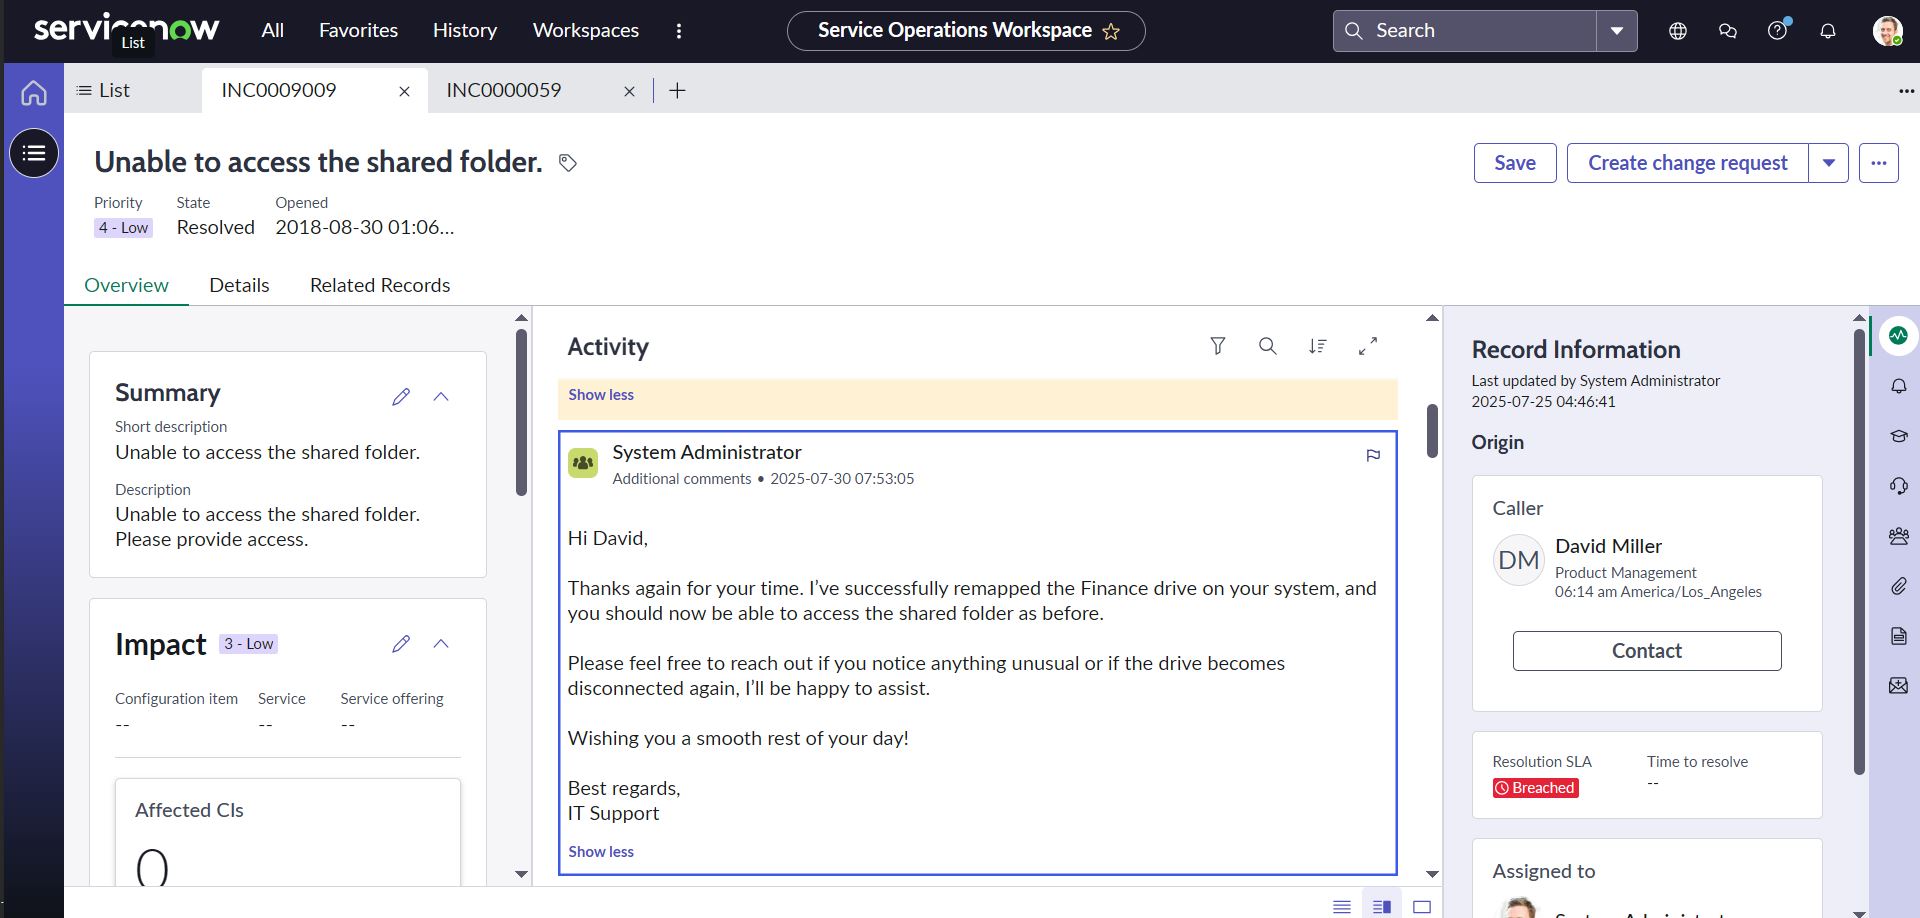 servicenow
List
All
Favorites
History
Workspaces
Service Operations Workspace
Search
List
INC0009009
INC0000059
Unable to access the shared folder.
Save
Create change request
Priority
State
Opened
4 - Low
Resolved
2018-08-30 01:06...
Overview
Details
Related Records
Summary
Short description
Unable to access the shared folder.
Description
Unable to access the shared folder.
Please provide access.
Impact
3 - Low
Configuration item
Service
Service offering
--
--
--
Affected CIs
0
Activity
Show less
System Administrator
Additional comments • 2025-07-30 07:53:05
Hi David,
Thanks again for your time. I’ve successfully remapped the Finance drive on your system, and
you should now be able to access the shared folder as before.
Please feel free to reach out if you notice anything unusual or if the drive becomes
disconnected again, I’ll be happy to assist.
Wishing you a smooth rest of your day!
Best regards,
IT Support
Show less
Record Information
Last updated by System Administrator
2025-07-25 04:46:41
Origin
Caller
DM
David Miller
Product Management
06:14 am America/Los_Angeles
Contact
Resolution SLA
Time to resolve
Breached
--
Assigned to